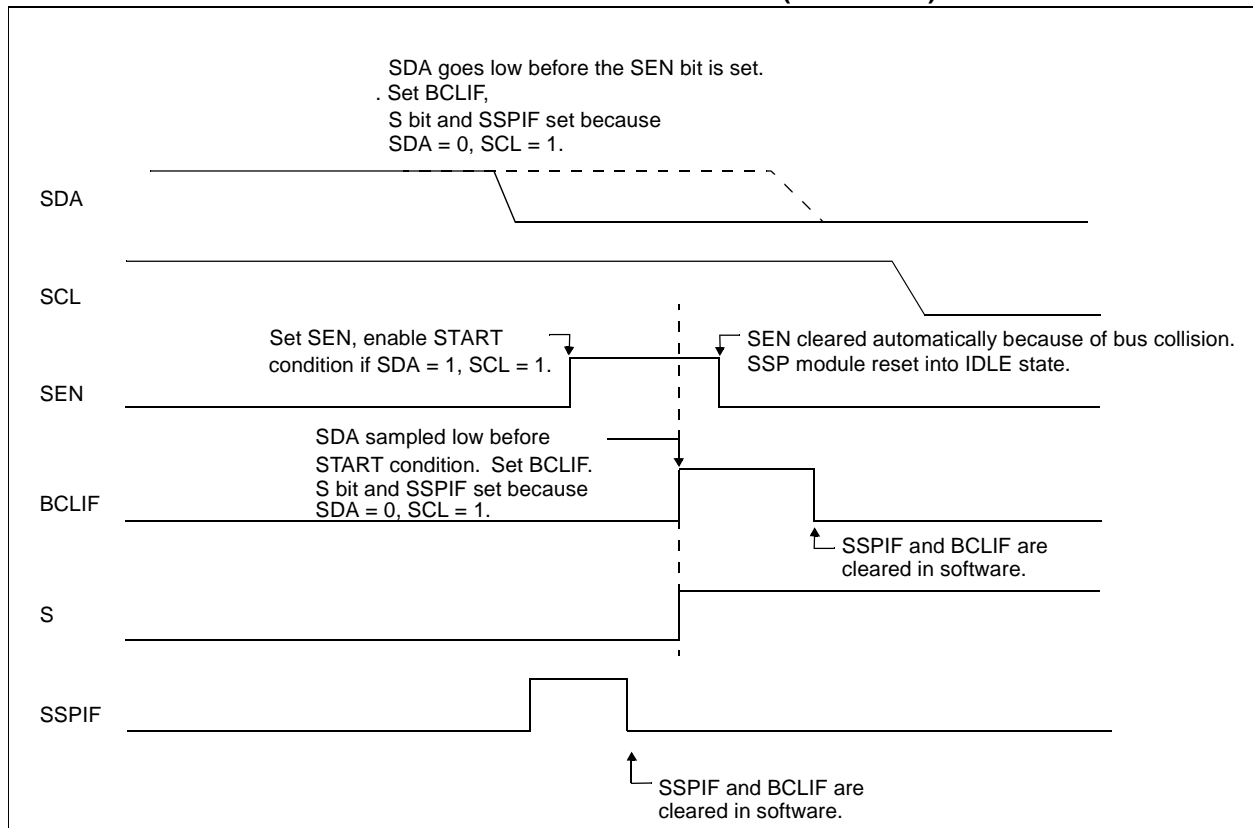 SDA goes low before the SEN bit is set.
. Set BCLIF,
S bit and SSPIF set because
SDA = 0, SCL = 1.
SDA
SCL
Set SEN, enable START
condition if SDA = 1, SCL = 1.
SEN cleared automatically because of bus collision.
SSP module reset into IDLE state.
SEN
SDA sampled low before
START condition. Set BCLIF.
S bit and SSPIF set because
SDA = 0, SCL = 1.
BCLIF
SSPIF and BCLIF are
cleared in software.
S
SSPIF
SSPIF and BCLIF are
cleared in software.